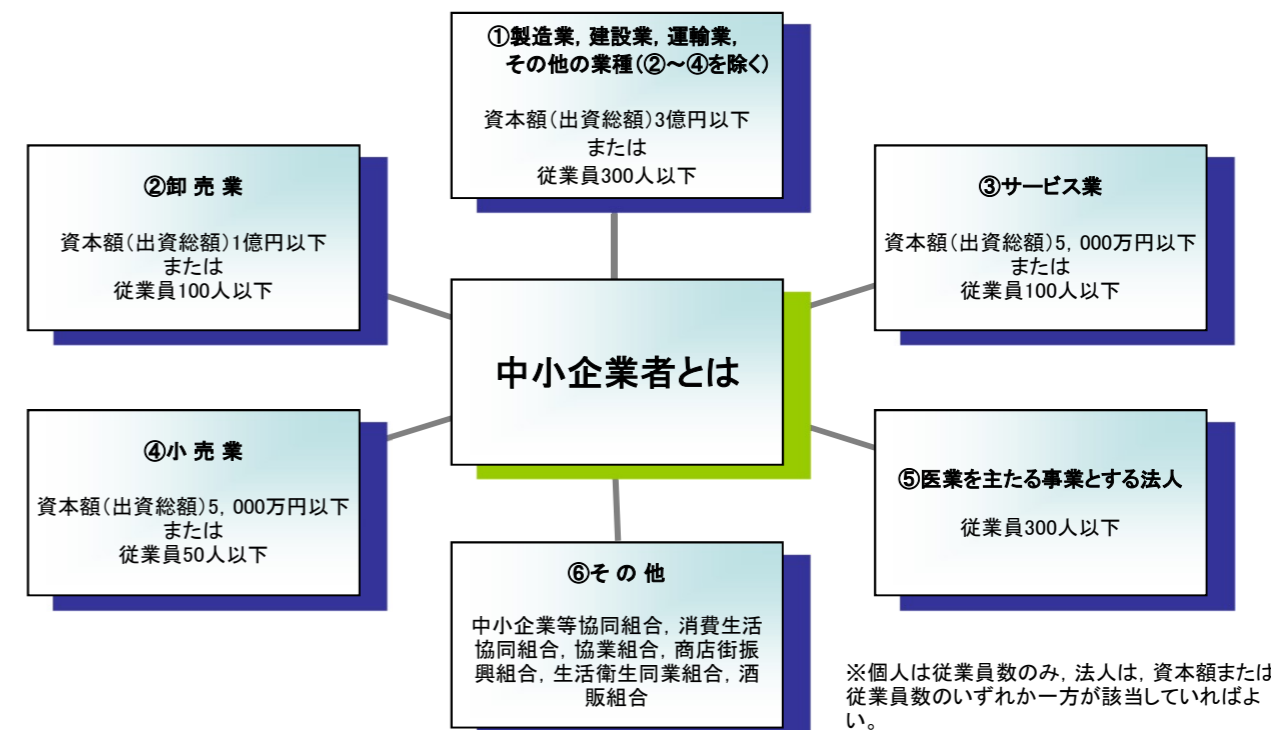 ①製造業，建設業，運輸業，
その他の業種（②～④を除く）
資本額（出資総額）3億円以下
または
従業員300人以下
②卸 売 業
資本額（出資総額）1億円以下
または
従業員100人以下
③サービス業
資本額（出資総額）5，000万円以下
または
従業員100人以下
中小企業者とは
④小 売 業
資本額（出資総額）5，000万円以下
または
従業員50人以下
⑤医業を主たる事業とする法人
従業員300人以下
⑥そ の 他
中小企業等協同組合，消費生活
協同組合，協業組合，商店街振
興組合，生活衛生同業組合，酒
販組合
※個人は従業員数のみ，法人は，資本額または
従業員数のいずれか一方が該当していればよ
い。